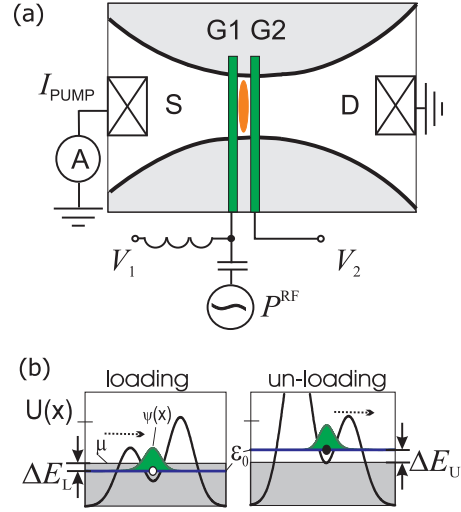 (a)
G1 G2
I_PUMP
S
D
A
V_1
V_2
P^RF
(b)
loading
un-loading
U(x)
ψ(x)
μ
ε_0
ΔE_L
ΔE_U